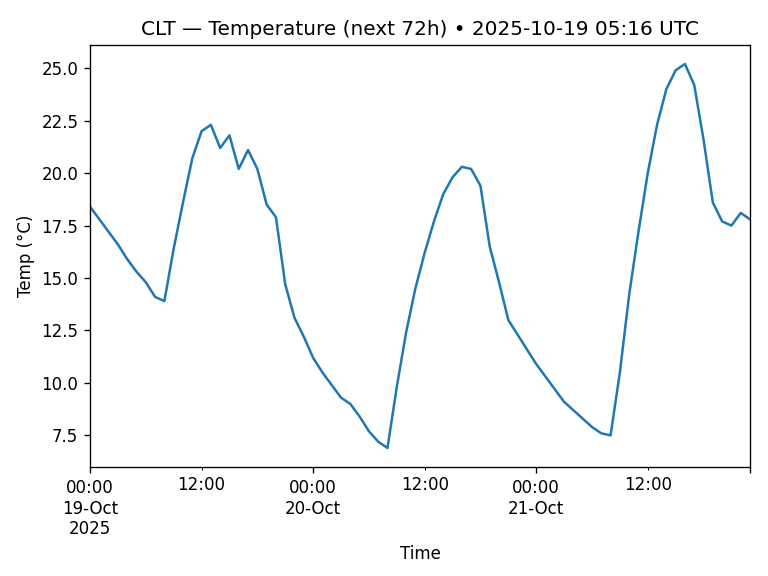 CLT — Temperature (next 72h) • 2025-10-19 05:16 UTC
25.0
22.5
20.0
17.5
15.0
12.5
10.0
7.5
Temp (°C)
00:00 12:00 00:00 12:00 00:00 12:00
19-Oct 20-Oct 21-Oct
2025
Time